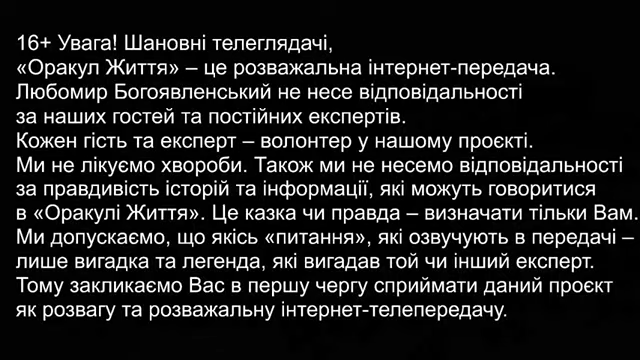 16+ Увага! Шановні телеглядачі,
«Оракул Життя» – це розважальна інтернет-передача.
Любомир Богоявленський не несе відповідальності
за наших гостей та постійних експертів.
Кожен гість та експерт – волонтер у нашому проєкті.
Ми не лікуємо хвороби. Також ми не несемо відповідальності
за правдивість історій та інформації, які можуть говоритися
в «Оракулі Життя». Це казка чи правда – визначати тільки Вам.
Ми допускаємо, що якісь «питання», які озвучують в передачі –
лише вигадка та легенда, які вигадав той чи інший експерт.
Тому закликаємо Вас в першу чергу сприймати даний проєкт
як розвагу та розважальну інтернет-телепередачу.